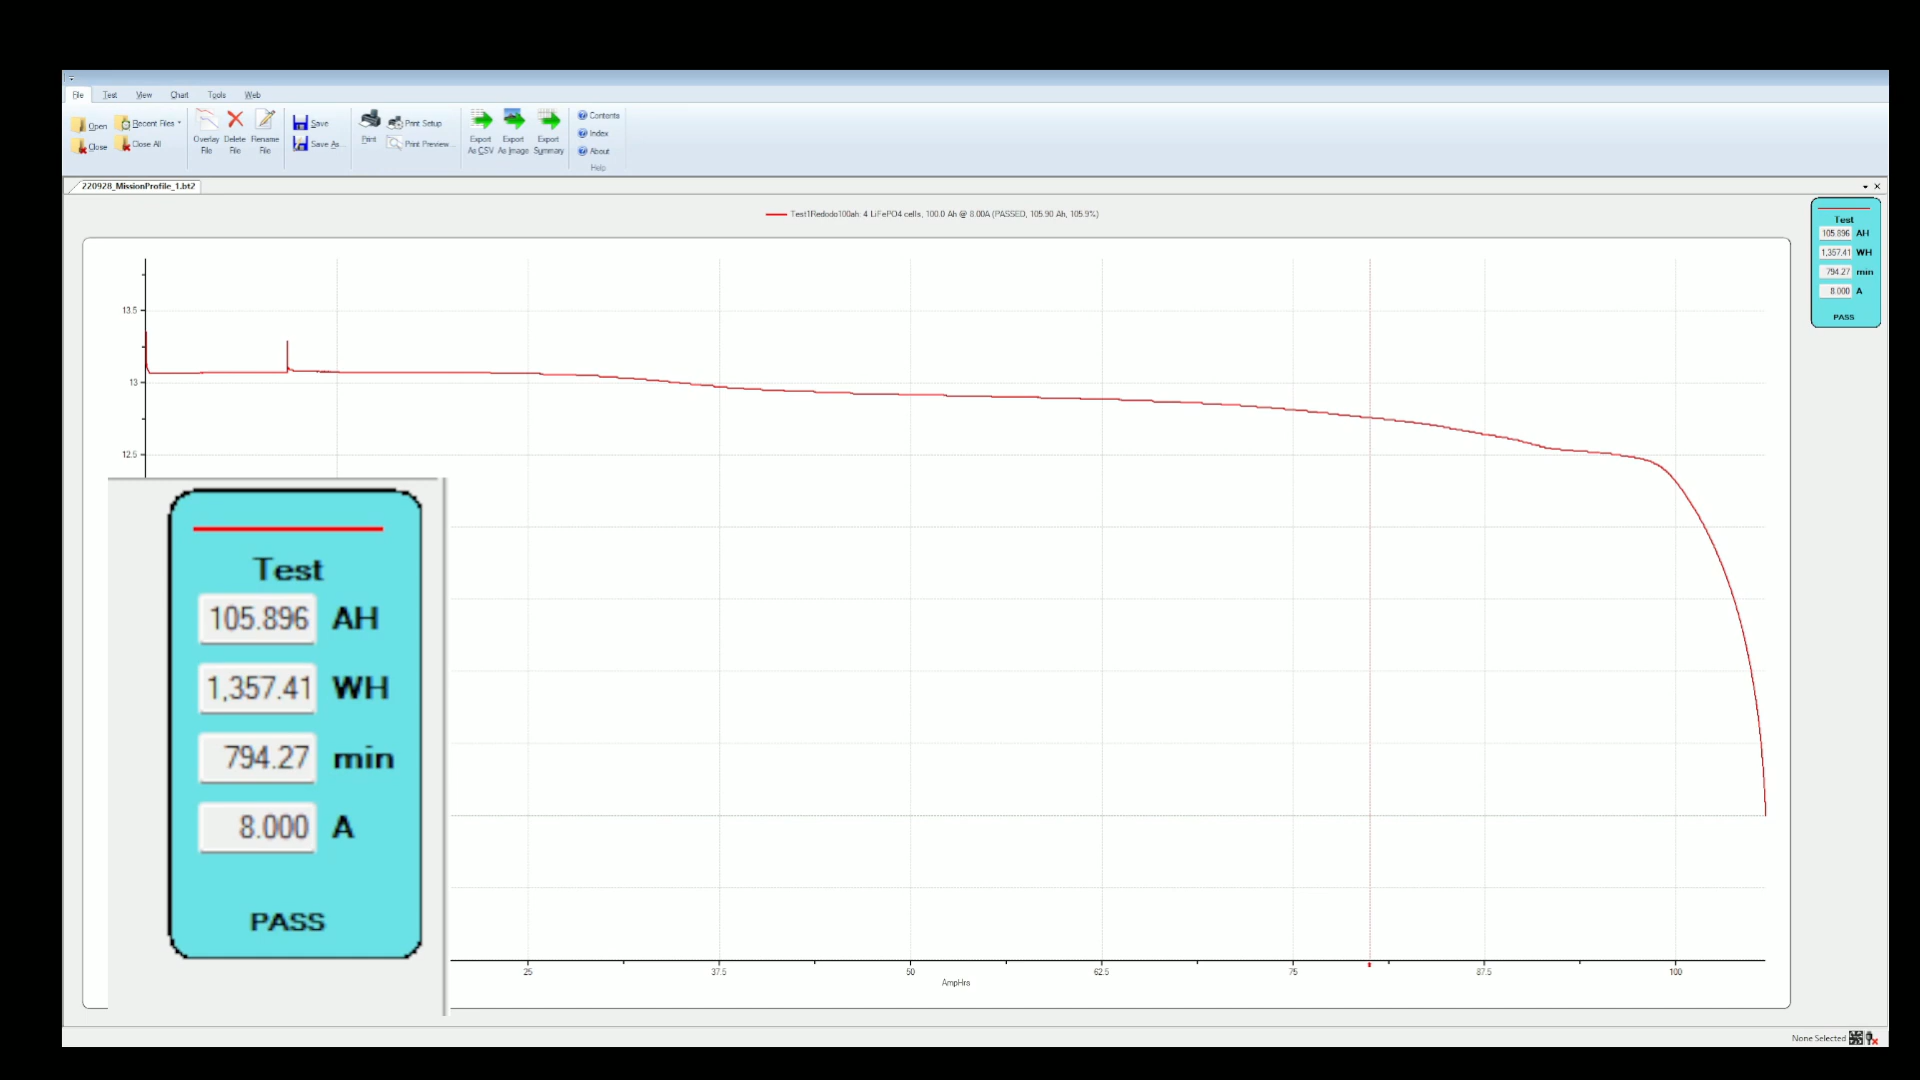 File Test View Chart Tools Web
Open Recent Files Overlay File Delete File Rename File Save Print Print Setup Export As CSV Export As Image Export Summary Contents
Close Close All Save As... Print Preview... Index
About
Help
220928_MissionProfile_1.bt2
Test1Redodo100ah: 4 LiFePO4 cells, 100.0 Ah @ 8.00A (PASSED, 105.90 Ah, 105.9%)
Test
105.896 AH
1,357.41 WH
794.27 min
8.000 A
PASS
13.5
13
12.5
Test
105.896 AH
1,357.41 WH
794.27 min
8.000 A
PASS
25 37.5 50 62.5 75 87.5 100
AmpHrs
None Selected